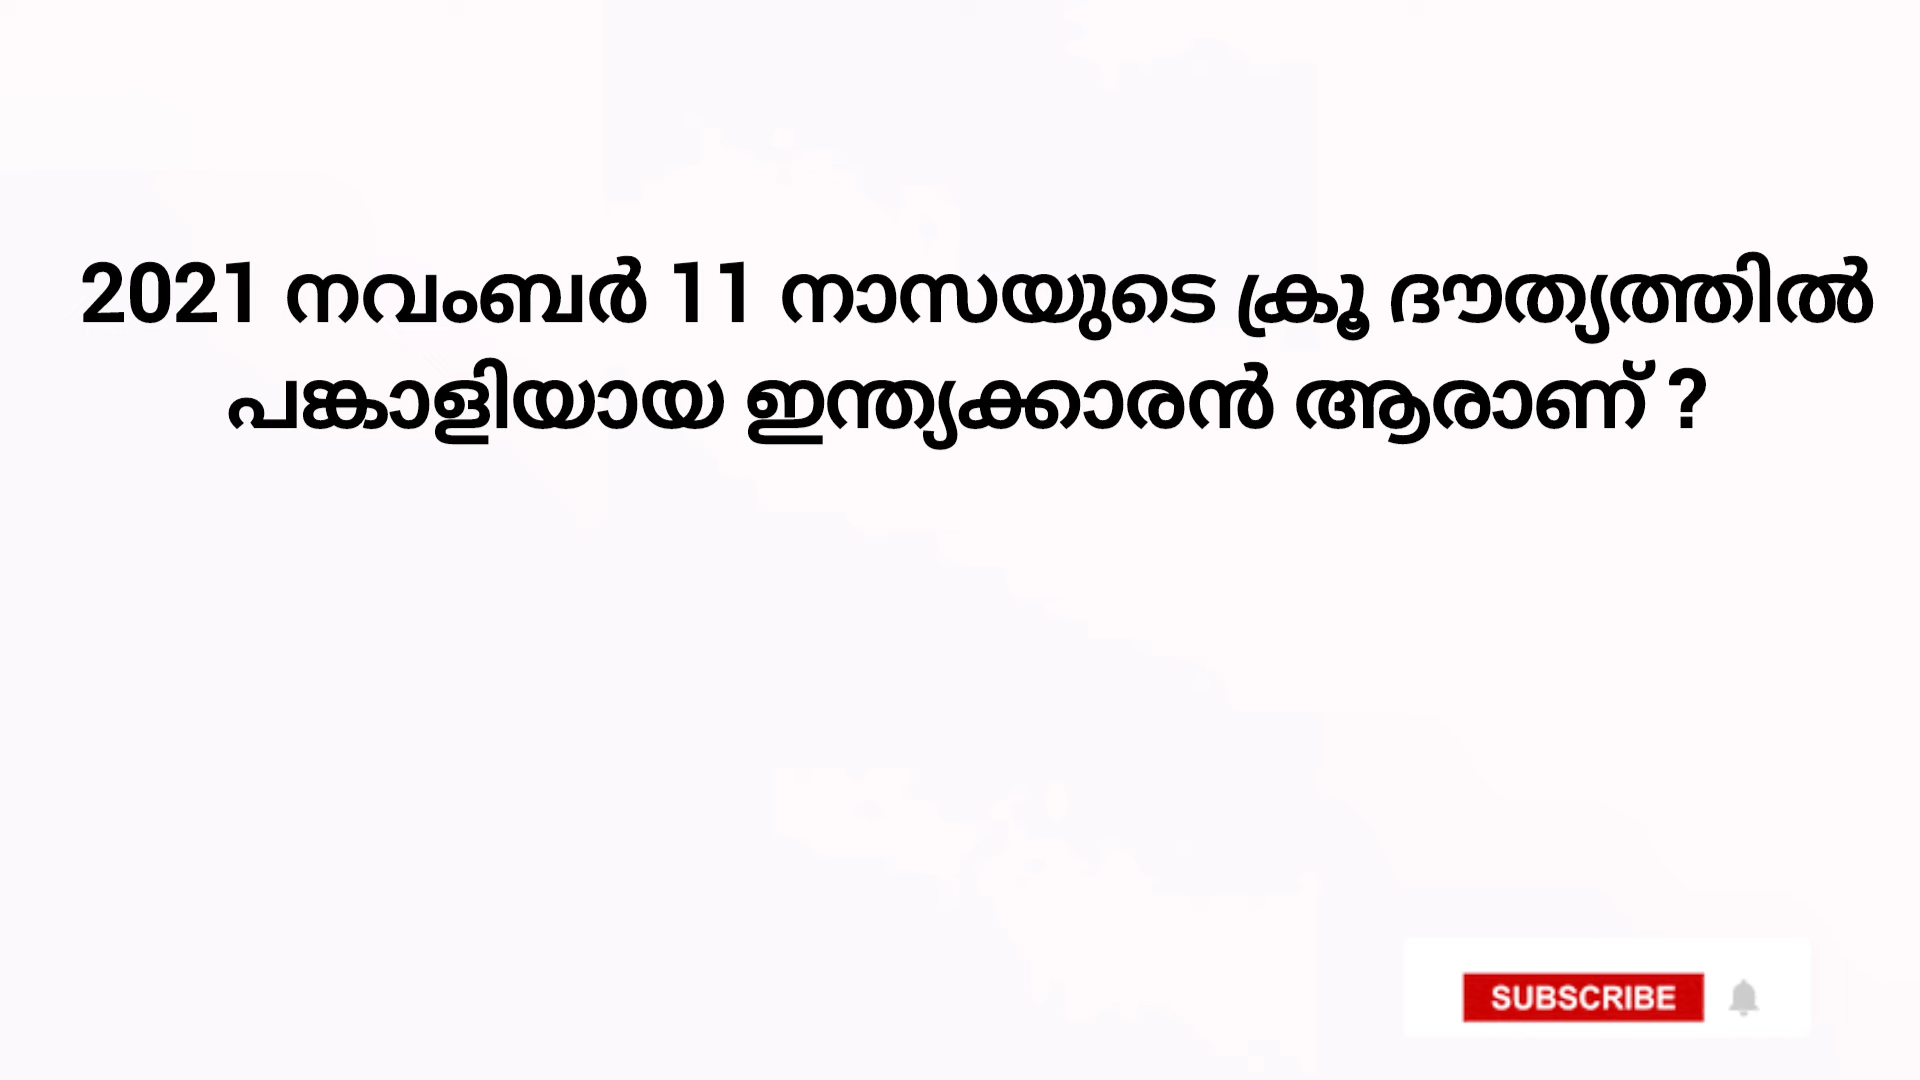 2021 നവംബർ 11 നാസയുടെ ക്രൂ ദൗത്യത്തിൽ
പങ്കാളിയായ ഇന്ത്യക്കാരൻ ആരാണ് ?
SUBSCRIBE